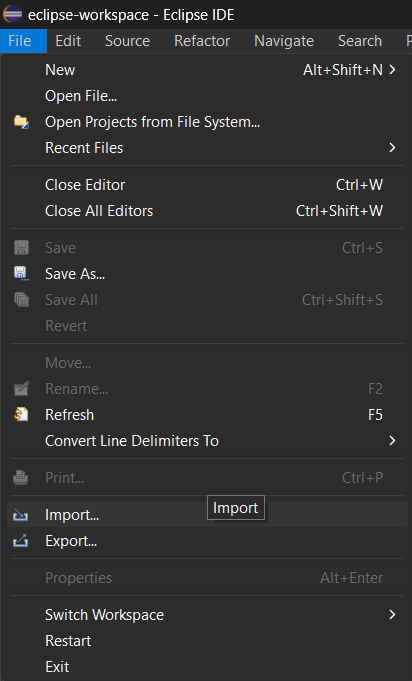 eclipse-workspace - Eclipse IDE
File Edit Source Refactor Navigate Search
New Alt+Shift+N
Open File...
Open Projects from File System...
Recent Files
Close Editor Ctrl+W
Close All Editors Ctrl+Shift+W
Save Ctrl+S
Save As...
Save All Ctrl+Shift+S
Revert
Move...
Rename... F2
Refresh F5
Convert Line Delimiters To
Print... Ctrl+P
Import
Import...
Export...
Properties Alt+Enter
Switch Workspace
Restart
Exit